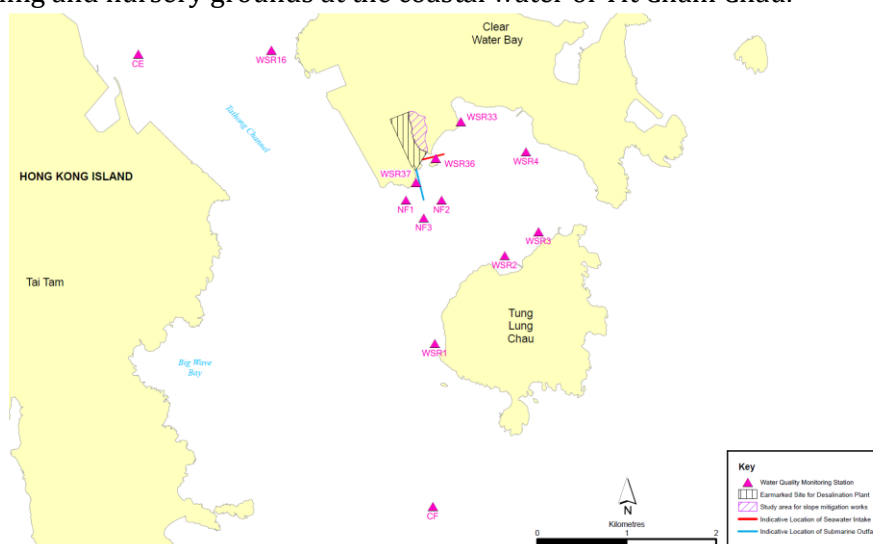 ing and nursery grounds at the coastal water of Tit Cham Chau.
Clear
Water Bay
CE
WSR16
Tathong Channel
WSR33
WSR36
WSR4
HONG KONG ISLAND
WSR37
NF1
NF2
NF3
WSR3
WSR2
Tai Tam
Tung
Lung
Chau
WSR1
Big Wave
Bay
CF
Key
Water Quality Monitoring Station
Earmarked Site for Desalination Plant
Study area for slope mitigation works
Indicative Location of Seawater Intake
Indicative Location of Submarine Outfa
N
Kilometres
0 1 2